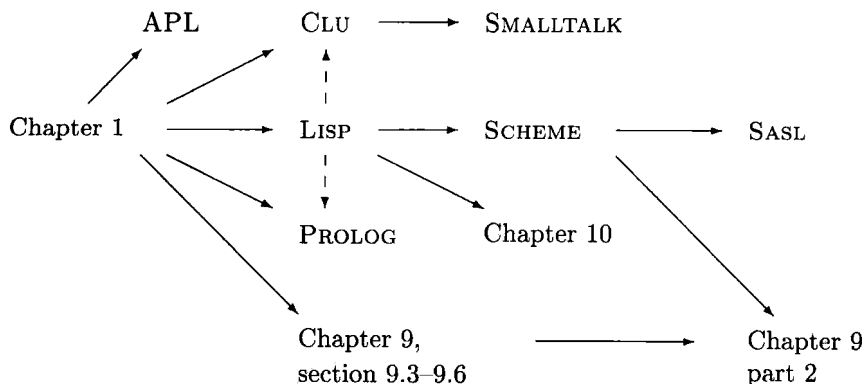 APL CLU SMALLTALK
Chapter 1 LISP SCHEME SASL
PROLOG Chapter 10
Chapter 9, Chapter 9
section 9.3–9.6 part 2